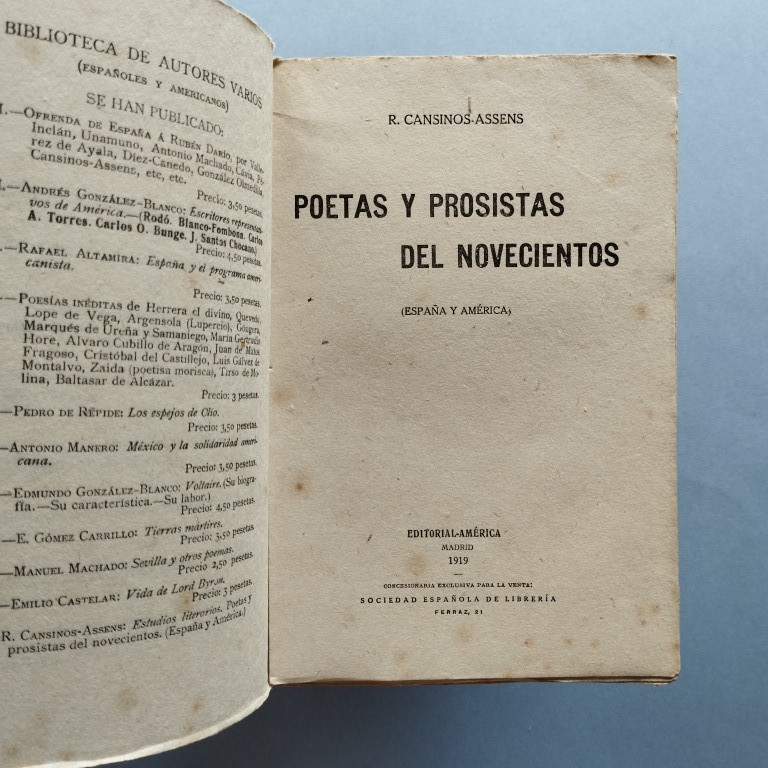 BIBLIOTECA DE AUTORES VARIOS
(ESPAÑOLES Y AMERICANOS)
SE HAN PUBLICADO:
I.—OFRENDA DE ESPAÑA Á RUBÉN DARÍO, por Valle-
Inclán, Unamuno, Antonio Machado, Cávia, Pé-
rez de Ayala, Díez-Canedo, González Olmedilla,
Cansinos-Assens, etc, etc.
Precio: 3,50 pesetas.
I.—ANDRÉS GONZÁLEZ-BLANCO: Escritores representati-
vos de América.—(Rodó. Blanco-Fombona. Carlos
A. Torres. Carlos O. Bunge. J. Santos Chocano.)
Precio: 4,50 pesetas.
.—RAFAEL ALTAMIRA: España y el programa ameri-
canista.
Precio: 3,50 pesetas.
—POESÍAS INÉDITAS de Herrera el divino, Quevedo,
Lope de Vega, Argensola (Lupercio), Góngora,
Marqués de Ureña y Samaniego, María Gertrudis
Hore, Alvaro Cubillo de Aragón, Juan de Matos
Fragoso, Cristóbal del Castillejo, Luis Gálvez de
Montalvo, Zaida (poetisa morisca), Tirso de Mo-
lina, Baltasar de Alcázar.
Precio: 3 pesetas.
—PEDRO DE RÉPIDE: Los espejos de Clío.
Precio: 3,50 pesetas.
—ANTONIO MANERO: México y la solidaridad ameri-
cana.
Precio: 3,50 pesetas.
—EDMUNDO GONZÁLEZ-BLANCO: Voltaire. (Su biogra-
fía.—Su característica.—Su labor.)
Precio: 4,50 pesetas.
—E. GÓMEZ CARRILLO: Tierras mártires.
Precio: 3,50 pesetas.
—MANUEL MACHADO: Sevilla y otros poemas.
Precio 2,50 pesetas.
—EMILIO CASTELAR: Vida de Lord Byron.
Precio: 3 pesetas.
R. CANSINOS-ASSENS: Estudios literarios. Poetas y
prosistas del novecientos. (España y América.)
R. CANSINOS-ASSENS
POETAS Y PROSISTAS
DEL NOVECIENTOS
(ESPAÑA Y AMÉRICA)
EDITORIAL-AMÉRICA
MADRID
1919
CONCESIONARIA EXCLUSIVA PARA LA VENTA:
SOCIEDAD ESPAÑOLA DE LIBRERÍA
FERRAZ, 21